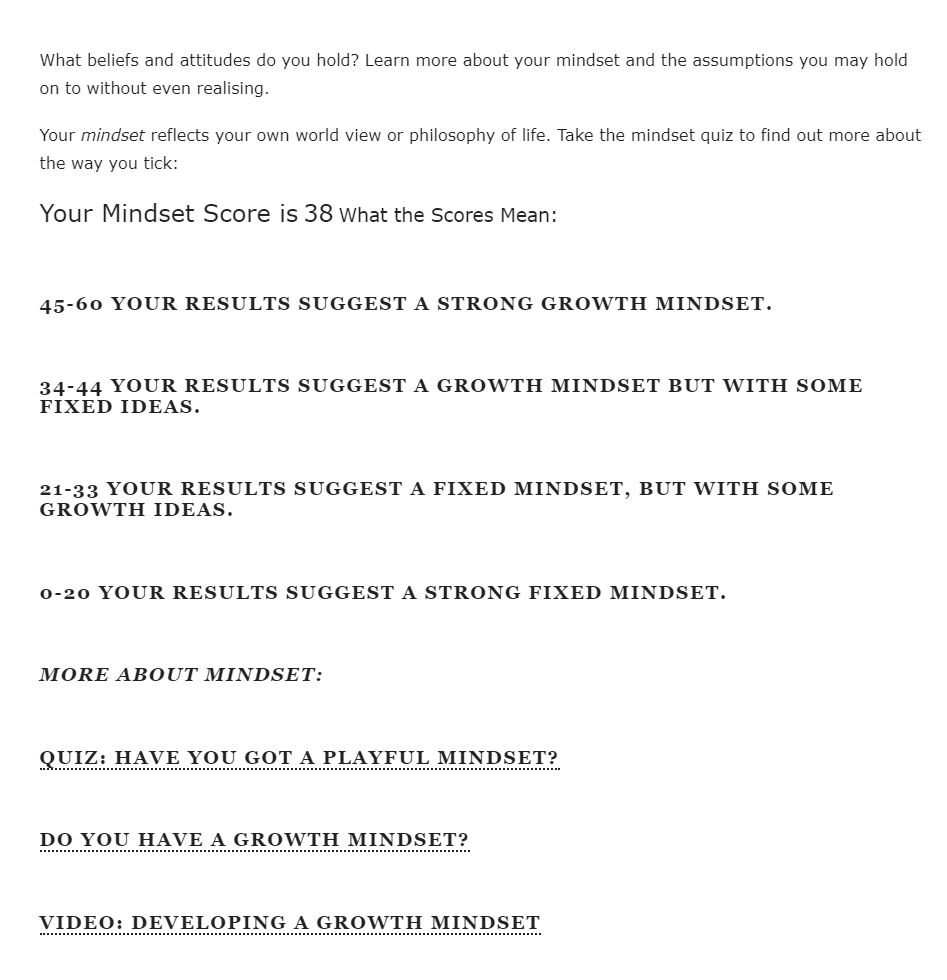 What beliefs and attitudes do you hold? Learn more about your mindset and the assumptions you may hold
on to without even realising.
Your mindset reflects your own world view or philosophy of life. Take the mindset quiz to find out more about
the way you tick:
Your Mindset Score is 38 What the Scores Mean:
45-60 YOUR RESULTS SUGGEST A STRONG GROWTH MINDSET.
34-44 YOUR RESULTS SUGGEST A GROWTH MINDSET BUT WITH SOME
FIXED IDEAS.
21-33 YOUR RESULTS SUGGEST A FIXED MINDSET, BUT WITH SOME
GROWTH IDEAS.
0-20 YOUR RESULTS SUGGEST A STRONG FIXED MINDSET.
MORE ABOUT MINDSET:
QUIZ: HAVE YOU GOT A PLAYFUL MINDSET?
DO YOU HAVE A GROWTH MINDSET?
VIDEO: DEVELOPING A GROWTH MINDSET